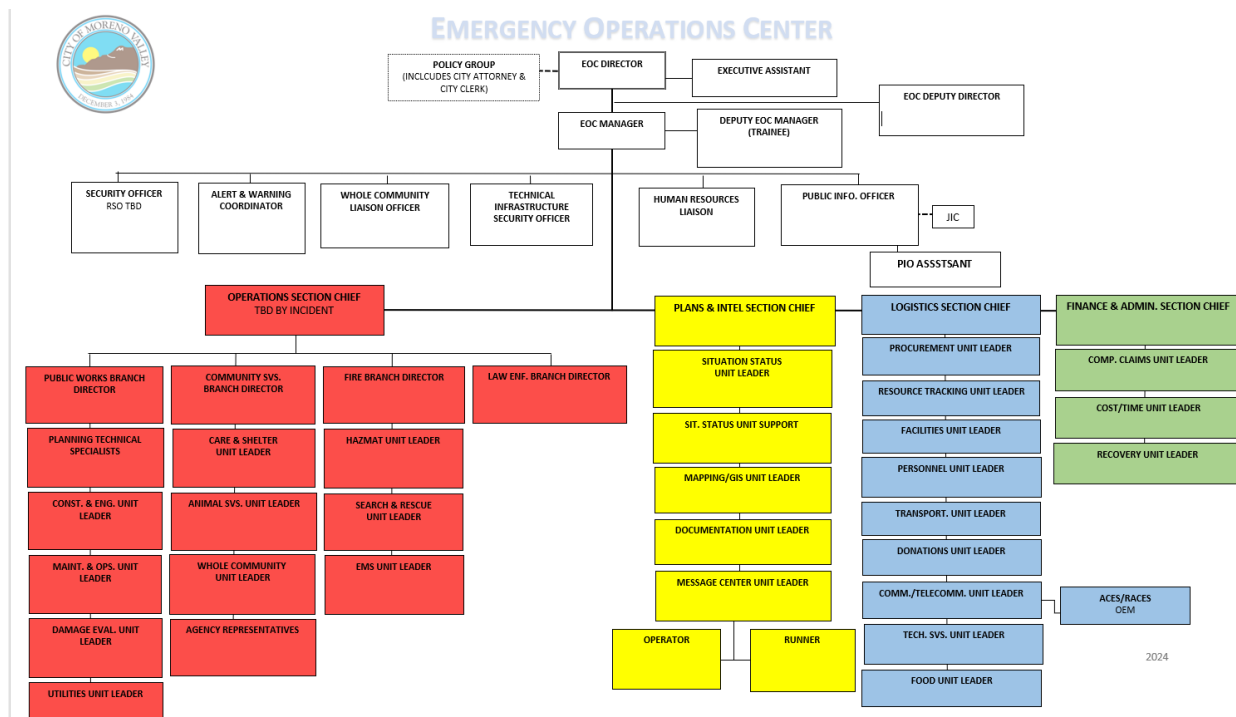 CITY OF MORENO VALLEY
DECEMBER 3, 1984
EMERGENCY OPERATIONS CENTER
POLICY GROUP
(INCLCUDES CITY ATTORNEY &
CITY CLERK)
EOC DIRECTOR
EXECUTIVE ASSISTANT
EOC DEPUTY DIRECTOR
EOC MANAGER
DEPUTY EOC MANAGER
(TRAINEE)
SECURITY OFFICER
RSO TBD
ALERT & WARNING
COORDINATOR
WHOLE COMMUNITY
LIAISON OFFICER
TECHNICAL
INFRASTRUCTURE
SECURITY OFFICER
HUMAN RESOURCES
LIAISON
PUBLIC INFO. OFFICER
JIC
PIO ASSSTSANT
OPERATIONS SECTION CHIEF
TBD BY INCIDENT
PLANS & INTEL SECTION CHIEF
LOGISTICS SECTION CHIEF
FINANCE & ADMIN. SECTION CHIEF
PUBLIC WORKS BRANCH
DIRECTOR
PLANNING TECHNICAL
SPECIALISTS
CONST. & ENG. UNIT
LEADER
MAINT. & OPS. UNIT
LEADER
DAMAGE EVAL. UNIT
LEADER
UTILITIES UNIT LEADER
COMMUNITY SVS.
BRANCH DIRECTOR
CARE & SHELTER
UNIT LEADER
ANIMAL SVS. UNIT LEADER
WHOLE COMMUNITY
UNIT LEADER
AGENCY REPRESENTATIVES
FIRE BRANCH DIRECTOR
HAZMAT UNIT LEADER
SEARCH & RESCUE
UNIT LEADER
EMS UNIT LEADER
LAW ENF. BRANCH DIRECTOR
SITUATION STATUS
UNIT LEADER
SIT. STATUS UNIT SUPPORT
MAPPING/GIS UNIT LEADER
DOCUMENTATION UNIT LEADER
MESSAGE CENTER UNIT LEADER
OPERATOR
RUNNER
PROCUREMENT UNIT LEADER
RESOURCE TRACKING UNIT LEADER
FACILITIES UNIT LEADER
PERSONNEL UNIT LEADER
TRANSPORT. UNIT LEADER
DONATIONS UNIT LEADER
COMM./TELECOMM. UNIT LEADER
ACES/RACES
OEM
TECH. SVS. UNIT LEADER
FOOD UNIT LEADER
COMP. CLAIMS UNIT LEADER
COST/TIME UNIT LEADER
RECOVERY UNIT LEADER
2024